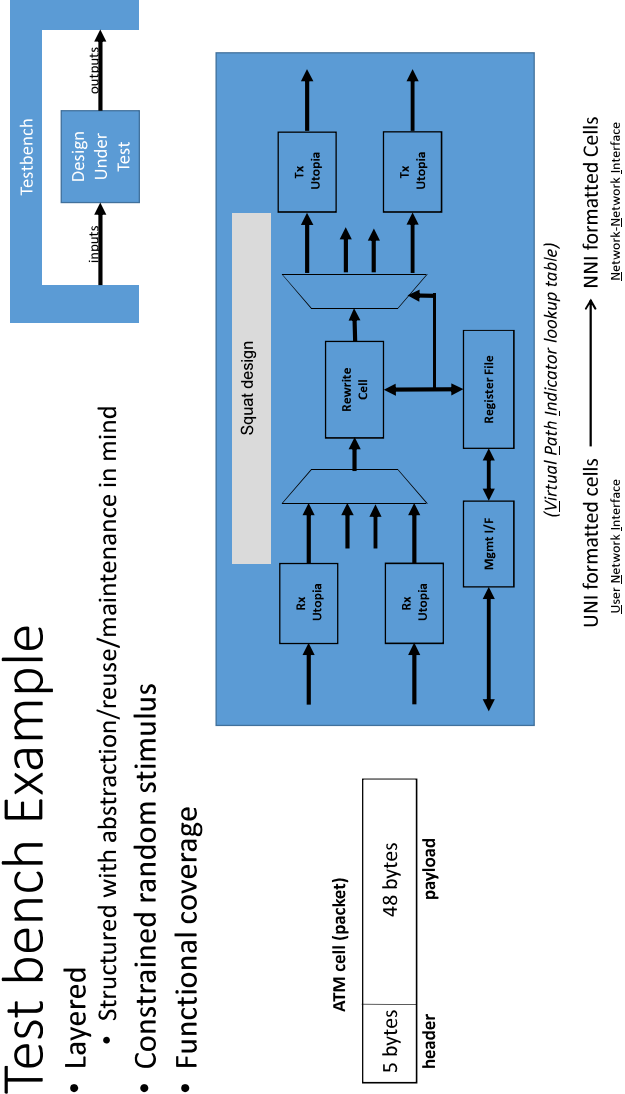 Test bench Example
• Layered
• Structured with abstraction/reuse/maintenance in mind
• Constrained random stimulus
• Functional coverage
Testbench
inputs
Design
Under
Test
outputs
ATM cell (packet)
5 bytes
48 bytes
header
payload
Squat design
Rx
Utopia
Rx
Utopia
Rewrite
Cell
Tx
Utopia
Tx
Utopia
Mgmt I/F
Register File
(Virtual Path Indicator lookup table)
UNI formatted cells
NNI formatted Cells
User Network Interface
Network-Network Interface